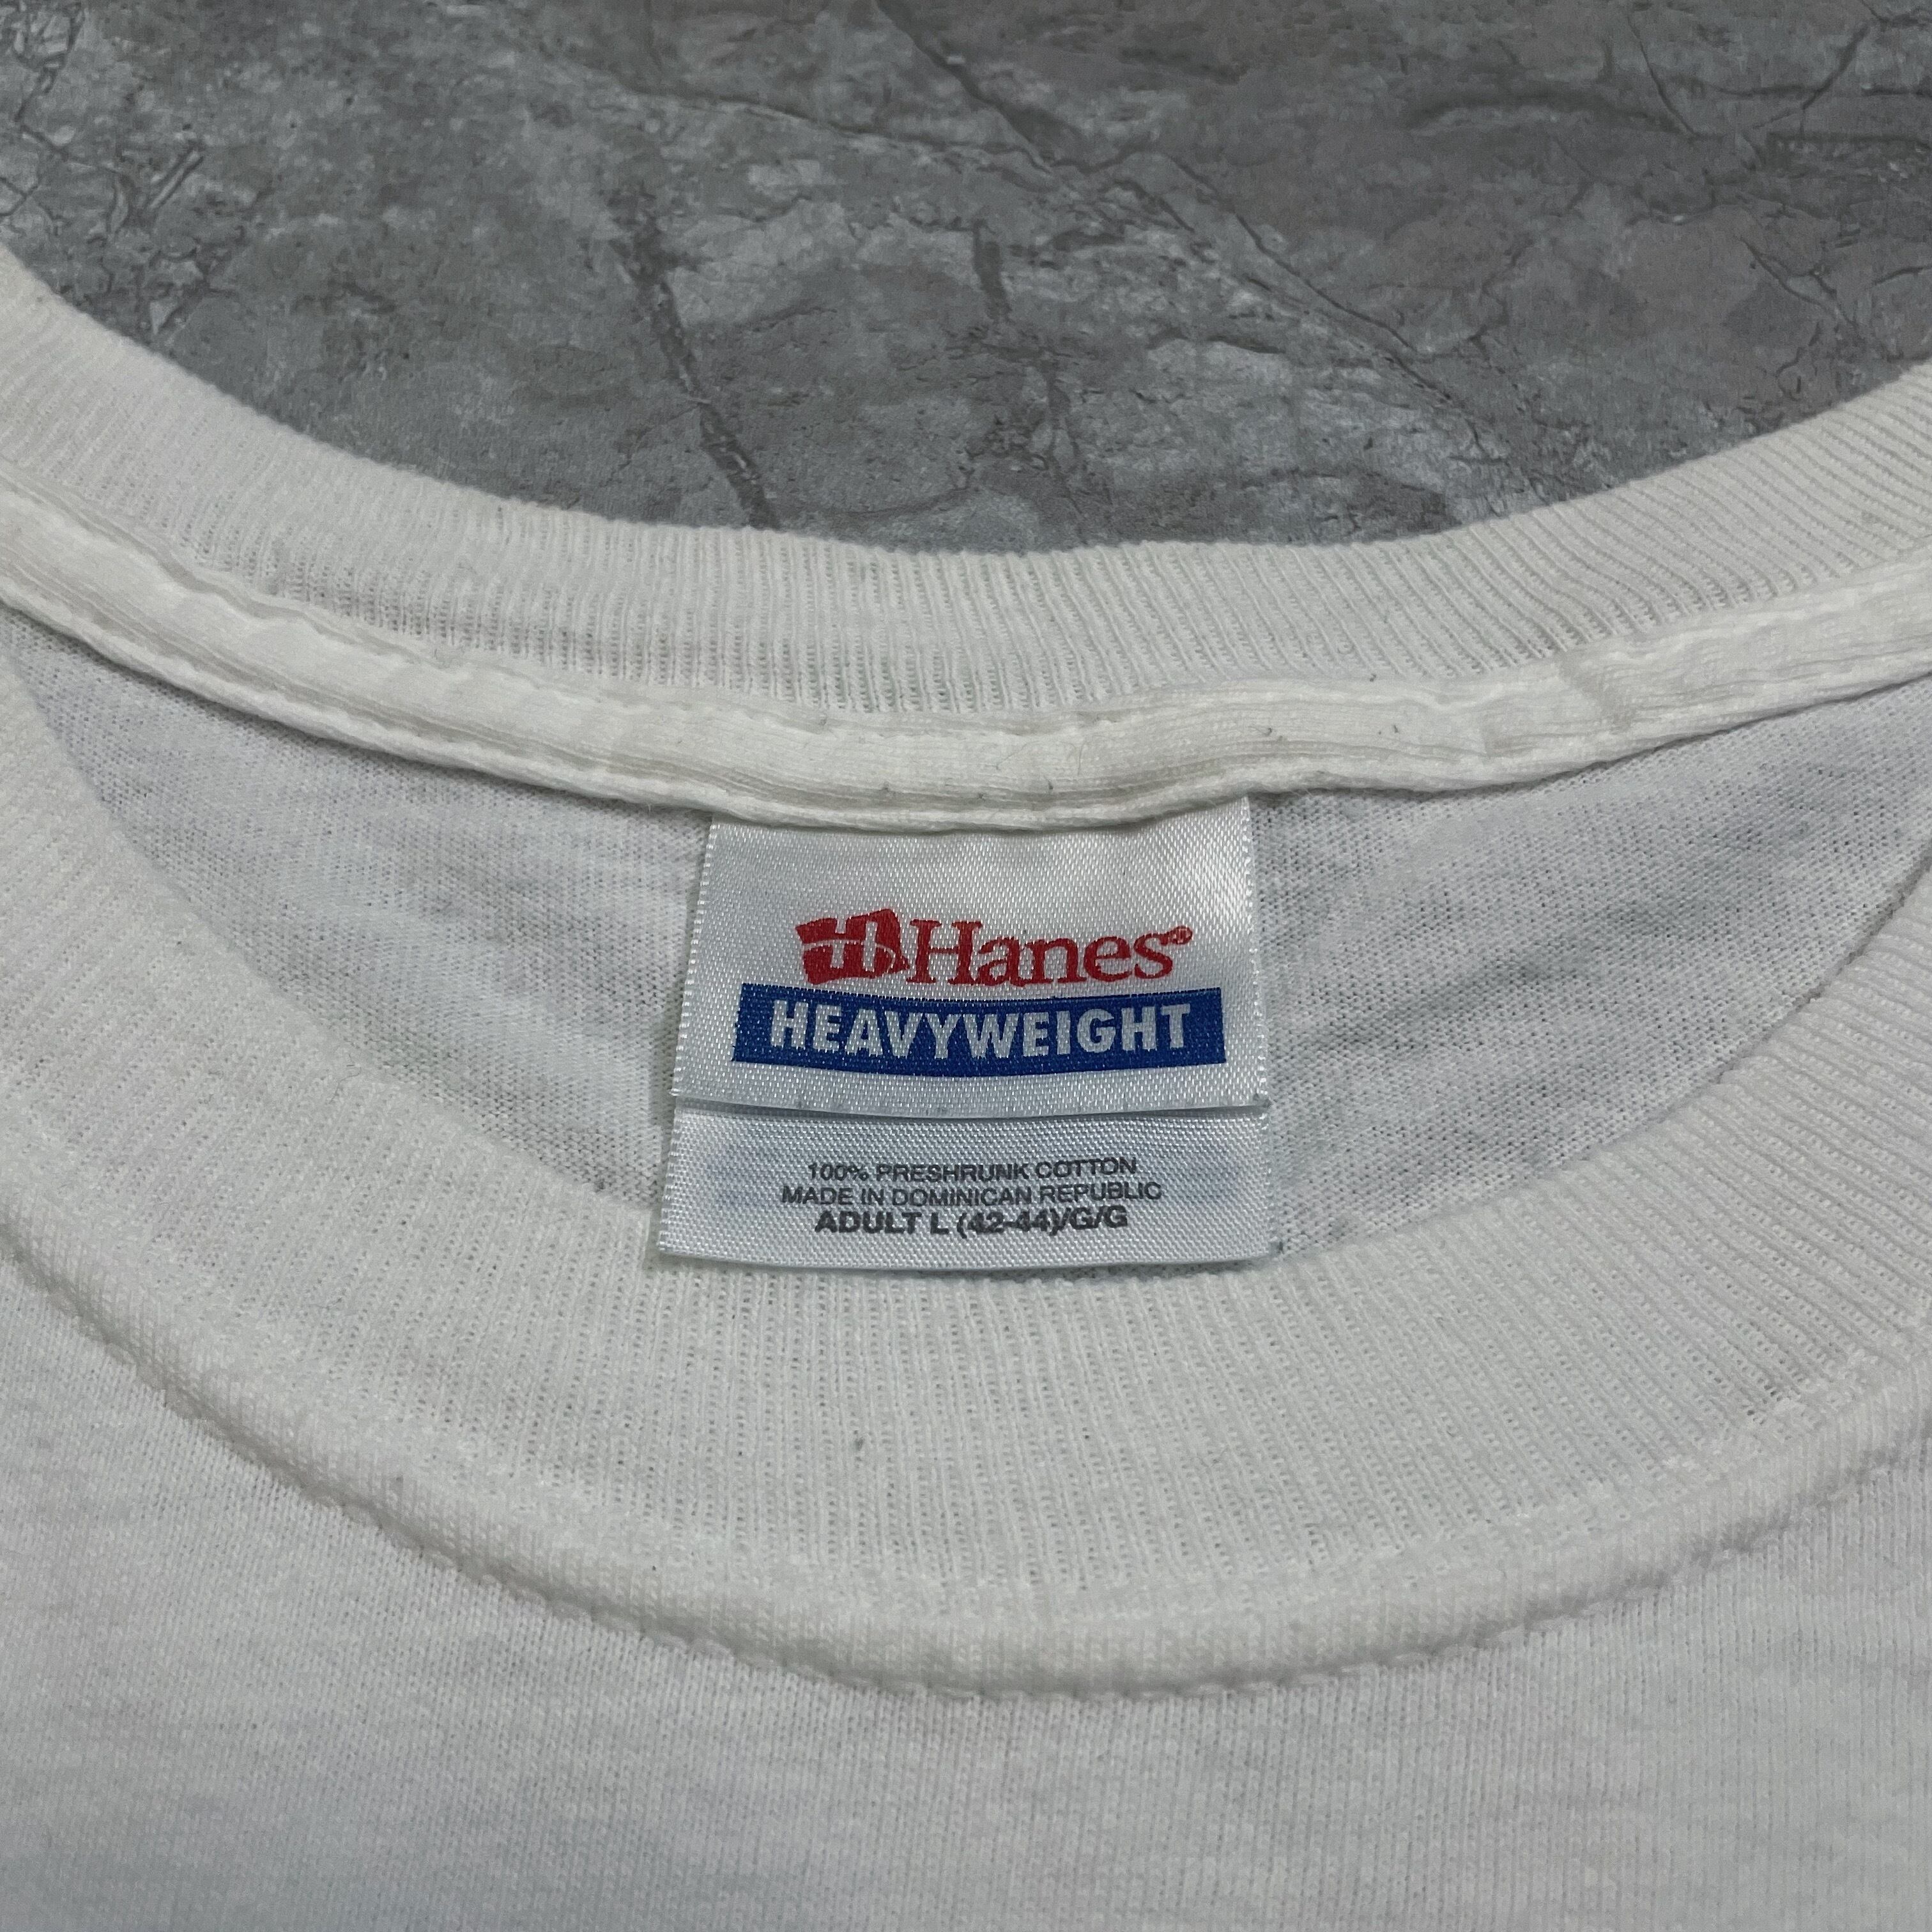 Hanes®
HEAVYWEIGHT
100% PRESHRUNK COTTON
MADE IN DOMINICAN REPUBLIC
ADULT L (42-44)/G/G